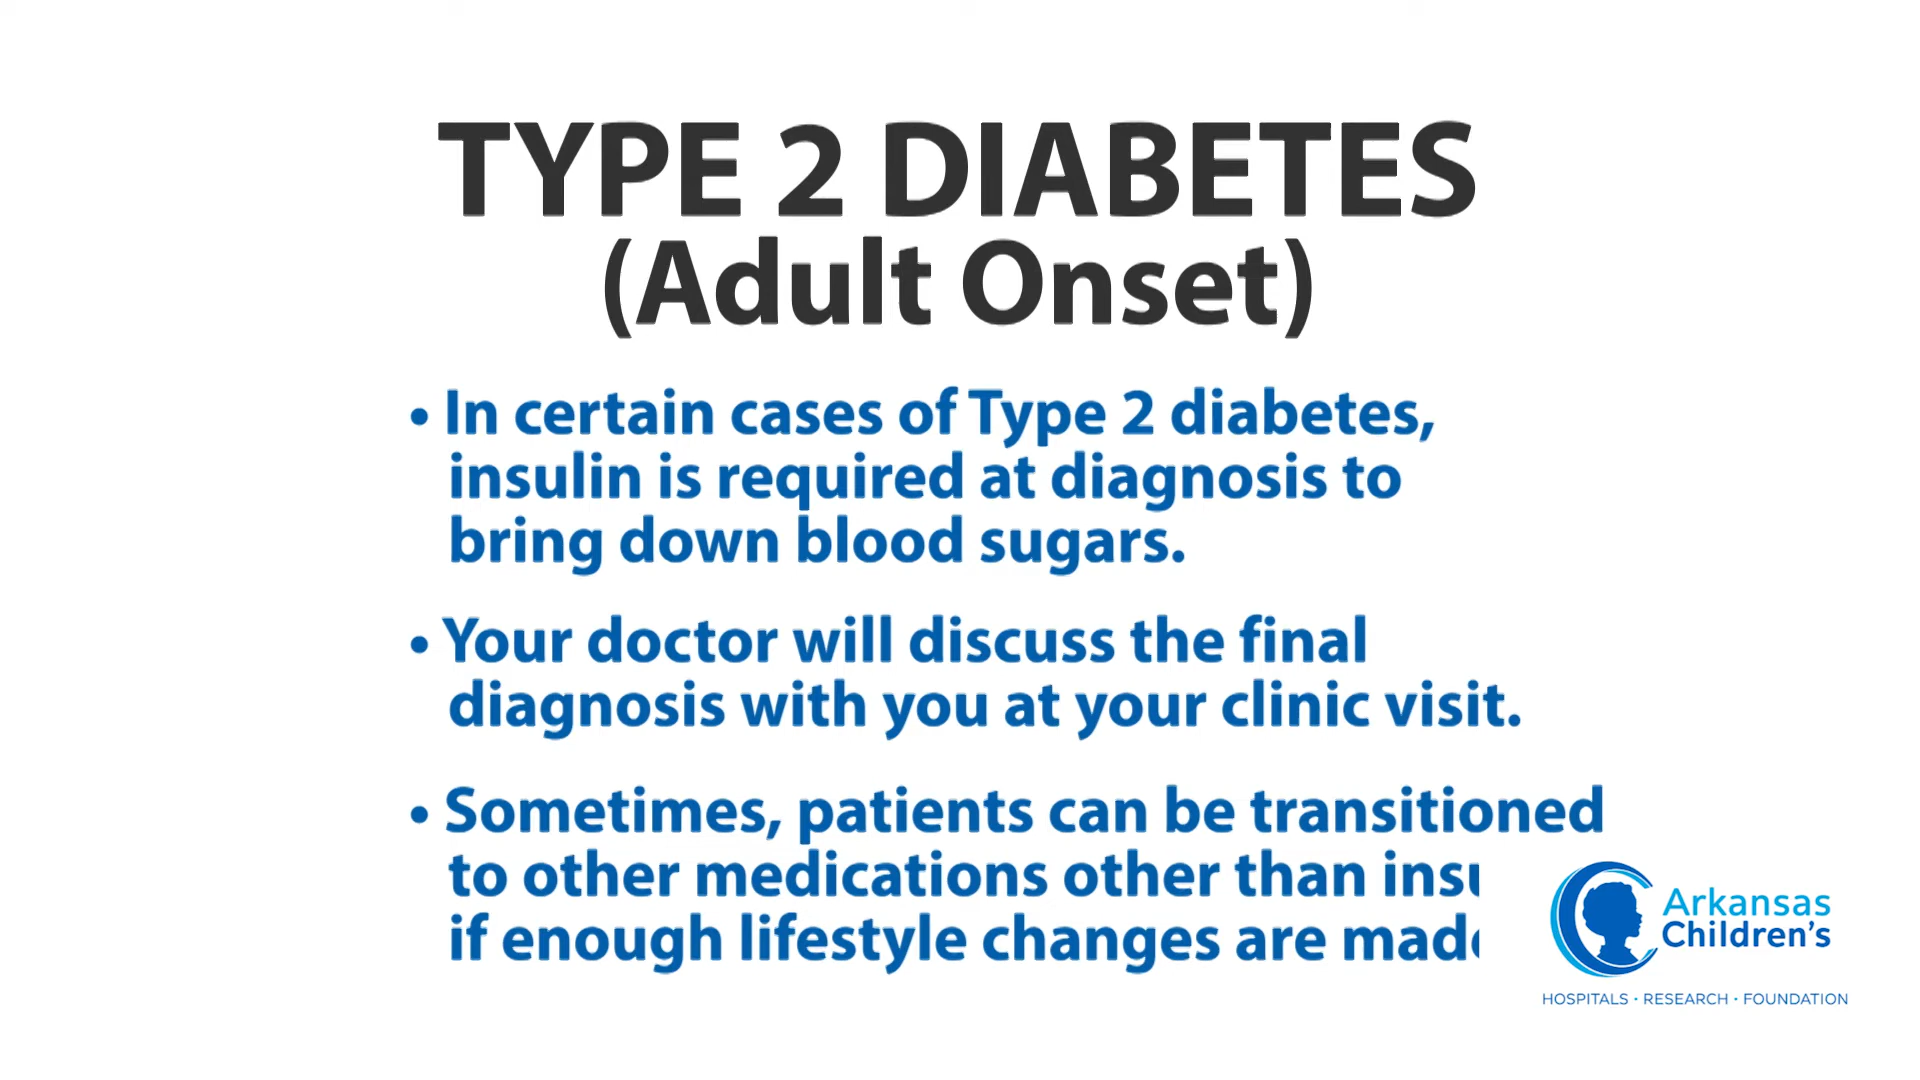 TYPE 2 DIABETES
(Adult Onset)
• In certain cases of Type 2 diabetes,
insulin is required at diagnosis to
bring down blood sugars.
• Your doctor will discuss the final
diagnosis with you at your clinic visit.
• Sometimes, patients can be transitioned
to other medications other than
if enough lifestyle changes are
Arkansas
Children's
HOSPITALS · RESEARCH · FOUNDATION